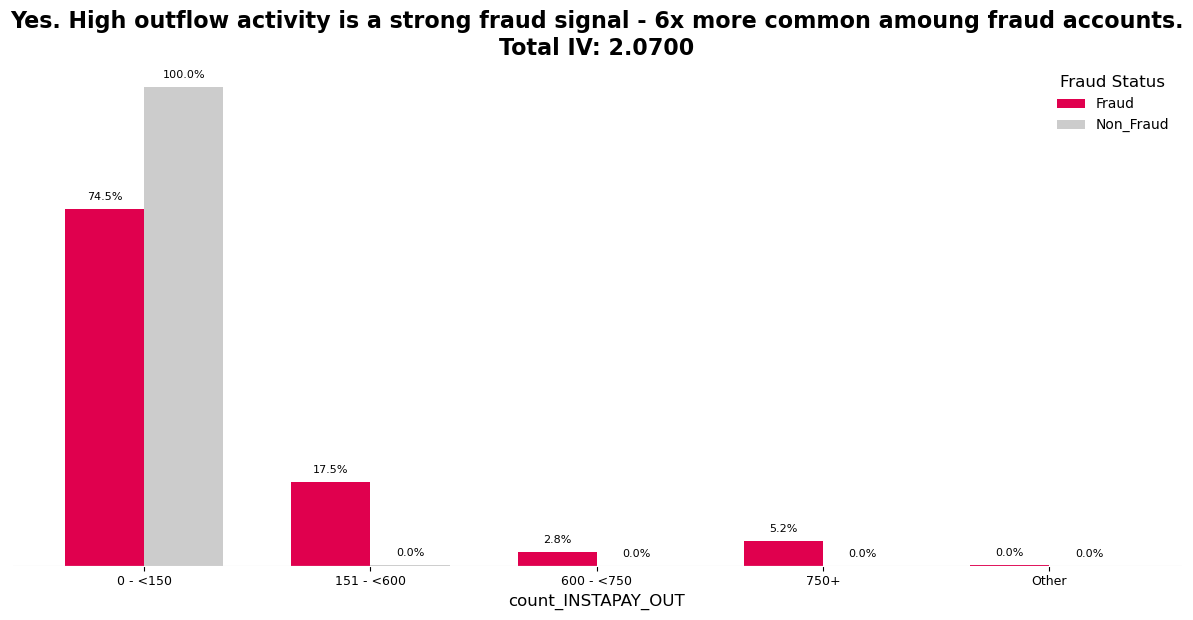 Yes. High outflow activity is a strong fraud signal - 6x more common amoung fraud accounts.
Total IV: 2.0700
Fraud Status
Fraud
Non_Fraud
100.0%
74.5%
17.5%
0.0%
2.8%
0.0%
5.2%
0.0%
0.0%
0.0%
0 - <150
151 - <600
600 - <750
750+
Other
count_INSTAPAY_OUT